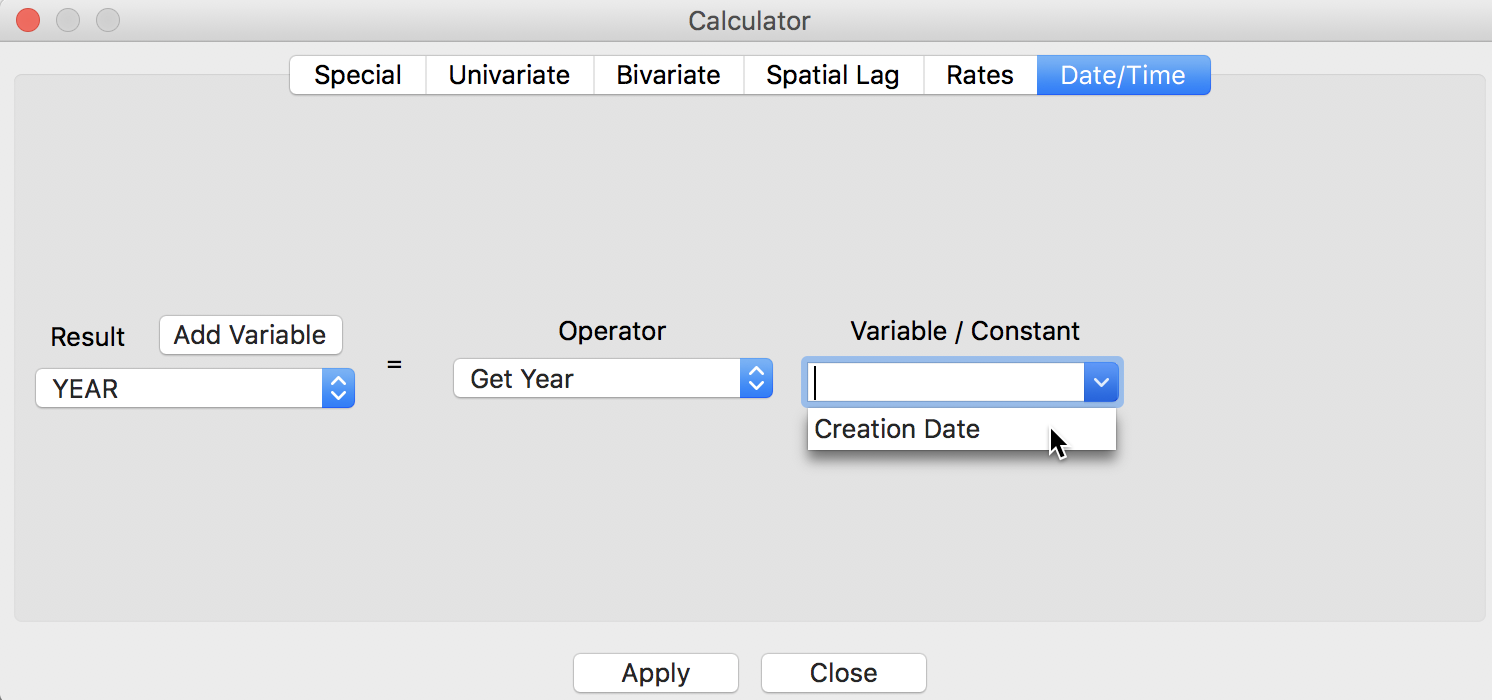 Calculator
Special Univariate Bivariate Spatial Lag Rates Date/Time
Result Add Variable Operator Variable / Constant
YEAR = Get Year
Creation Date
Apply Close